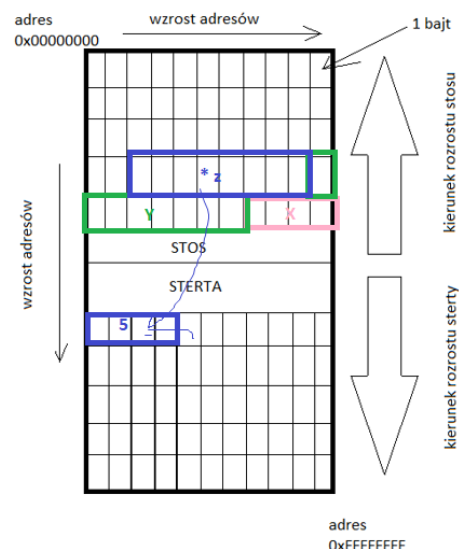 adres
0x00000000
wzrost adresów
1 bajt
kierunek rozrostu stosu
* z
Y
X
wzrost adresów
STOS
STERTA
5
kierunek rozrostu sterty
adres
0xFFFFFFFF